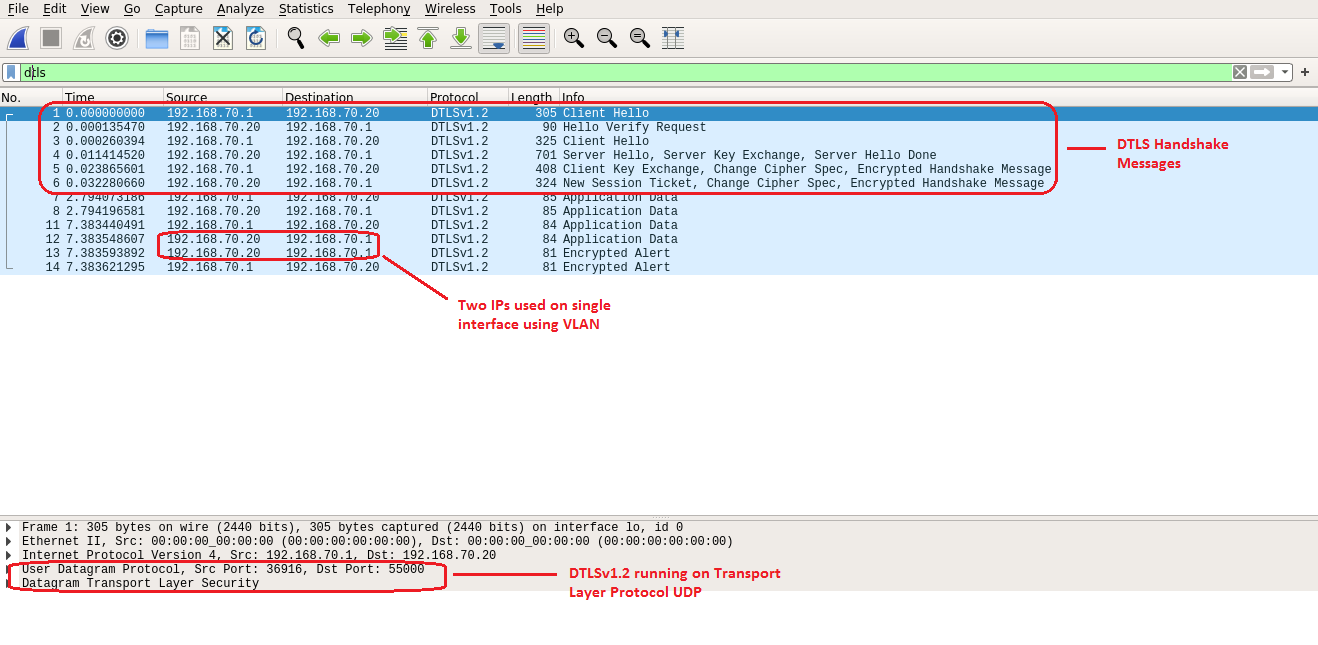 File Edit View Go Capture Analyze Statistics Telephony Wireless Tools Help
dtls
No. Time Source Destination Protocol Length Info
1 0.000000000 192.168.70.1 192.168.70.20 DTLSv1.2 305 Client Hello
2 0.000135470 192.168.70.20 192.168.70.1 DTLSv1.2 90 Hello Verify Request
3 0.000260394 192.168.70.1 192.168.70.20 DTLSv1.2 325 Client Hello
4 0.011414520 192.168.70.20 192.168.70.1 DTLSv1.2 701 Server Hello, Server Key Exchange, Server Hello Done
5 0.023865601 192.168.70.1 192.168.70.20 DTLSv1.2 408 Client Key Exchange, Change Cipher Spec, Encrypted Handshake Message
6 0.032280660 192.168.70.20 192.168.70.1 DTLSv1.2 324 New Session Ticket, Change Cipher Spec, Encrypted Handshake Message
7 2.794073186 192.168.70.1 192.168.70.20 DTLSv1.2 85 Application Data
8 2.794196581 192.168.70.20 192.168.70.1 DTLSv1.2 85 Application Data
11 7.383440491 192.168.70.1 192.168.70.20 DTLSv1.2 84 Application Data
12 7.383548607 192.168.70.20 192.168.70.1 DTLSv1.2 84 Application Data
13 7.383593892 192.168.70.20 192.168.70.1 DTLSv1.2 81 Encrypted Alert
14 7.383621295 192.168.70.1 192.168.70.20 DTLSv1.2 81 Encrypted Alert
DTLS Handshake
Messages
Two IPs used on single
interface using VLAN
Frame 1: 305 bytes on wire (2440 bits), 305 bytes captured (2440 bits) on interface lo, id 0
Ethernet II, Src: 00:00:00_00:00:00 (00:00:00:00:00:00), Dst: 00:00:00_00:00:00 (00:00:00:00:00:00)
Internet Protocol Version 4, Src: 192.168.70.1, Dst: 192.168.70.20
User Datagram Protocol, Src Port: 36916, Dst Port: 55000
Datagram Transport Layer Security
DTLSv1.2 running on Transport
Layer Protocol UDP